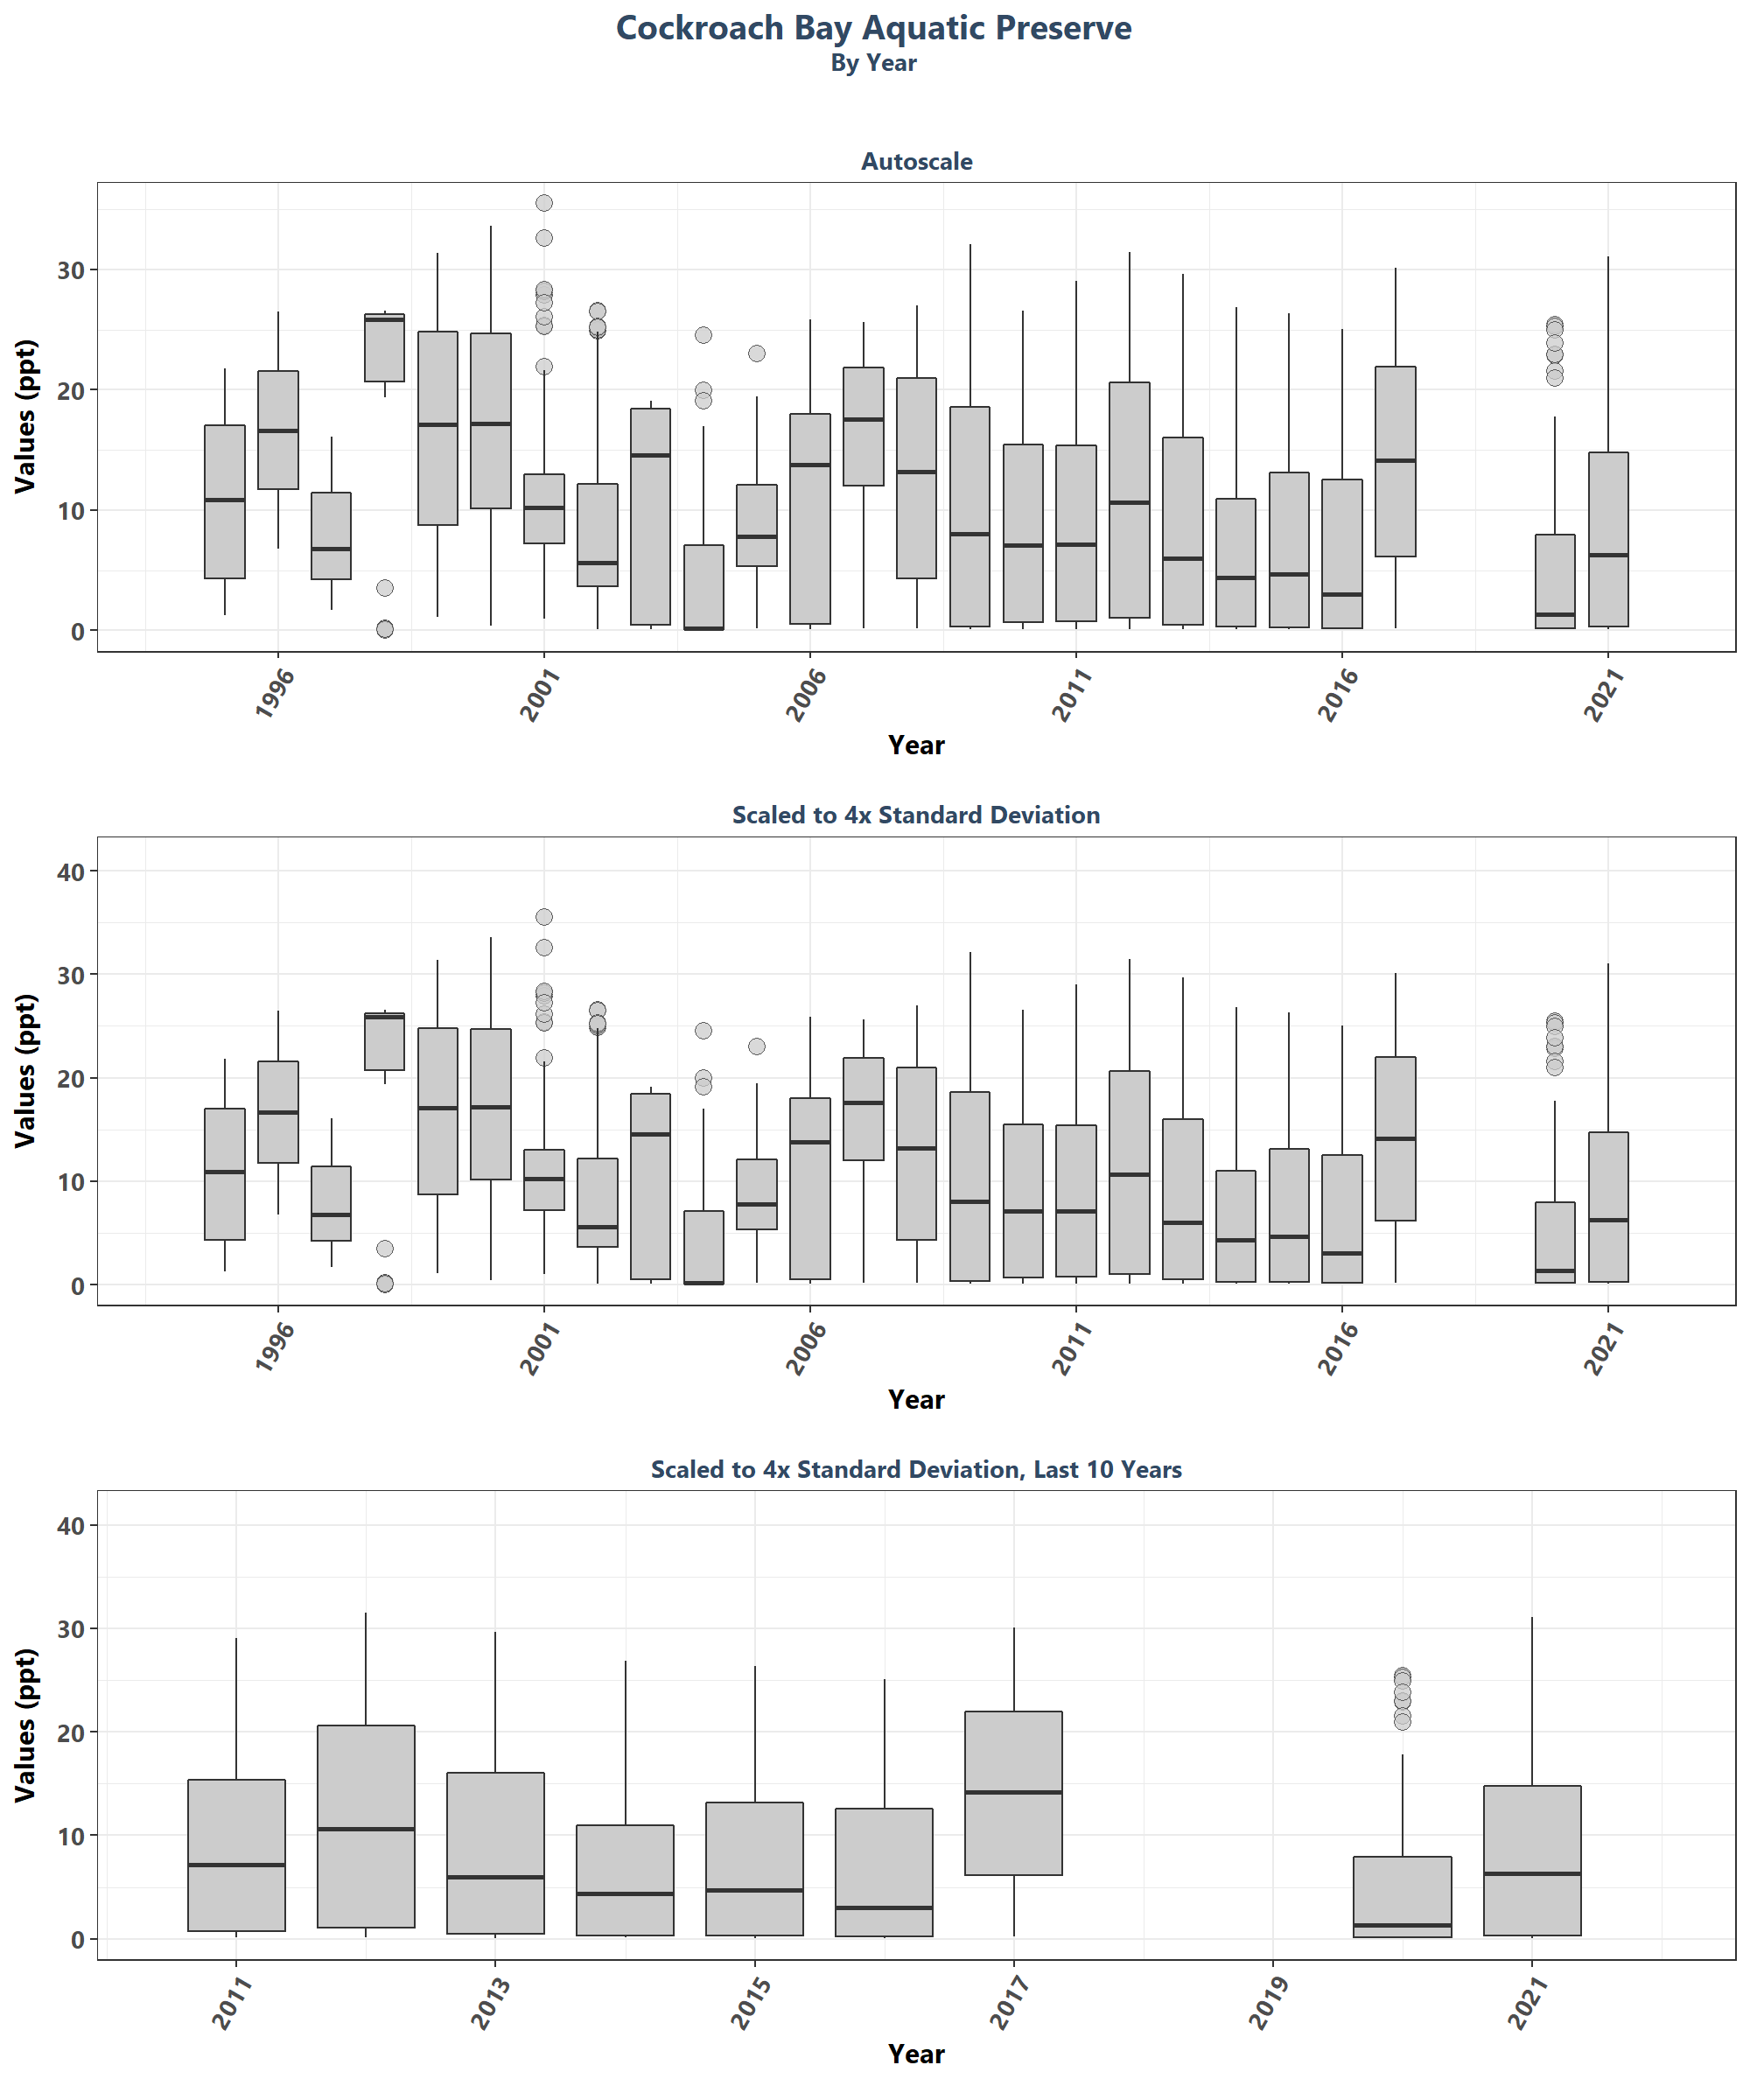 Cockroach Bay Aquatic Preserve
By Year
Autoscale
Values (ppt)
30
20
10
0
1996
2001
2006
2011
2016
2021
Year
Scaled to 4x Standard Deviation
Values (ppt)
40
30
20
10
0
1996
2001
2006
2011
2016
2021
Year
Scaled to 4x Standard Deviation, Last 10 Years
Values (ppt)
40
30
20
10
0
2011
2013
2015
2017
2019
2021
Year